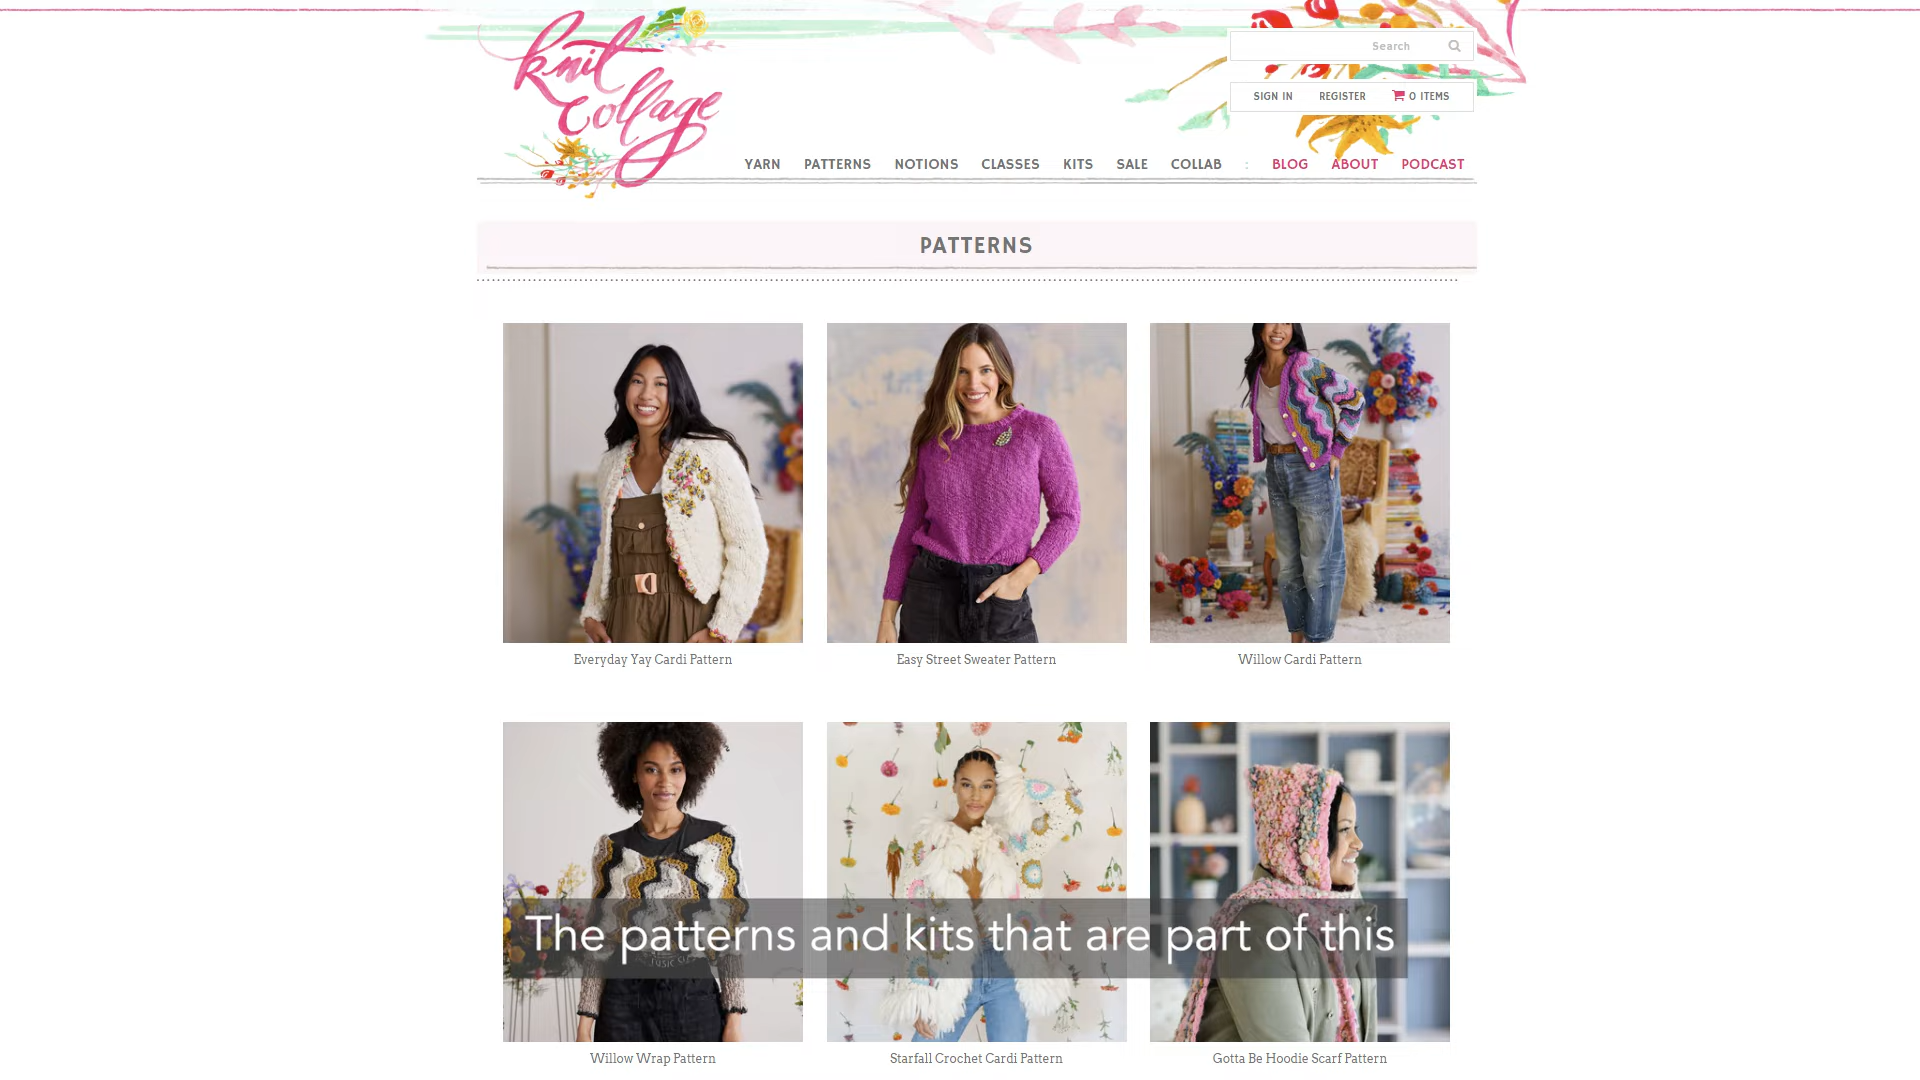 knit
collage
Search
SIGN IN REGISTER 0 ITEMS
YARN PATTERNS NOTIONS CLASSES KITS SALE COLLAB : BLOG ABOUT PODCAST
PATTERNS
Everyday Yay Cardi Pattern
Easy Street Sweater Pattern
Willow Cardi Pattern
The patterns and kits that are part of this
Willow Wrap Pattern
Starfall Crochet Cardi Pattern
Gotta Be Hoodie Scarf Pattern